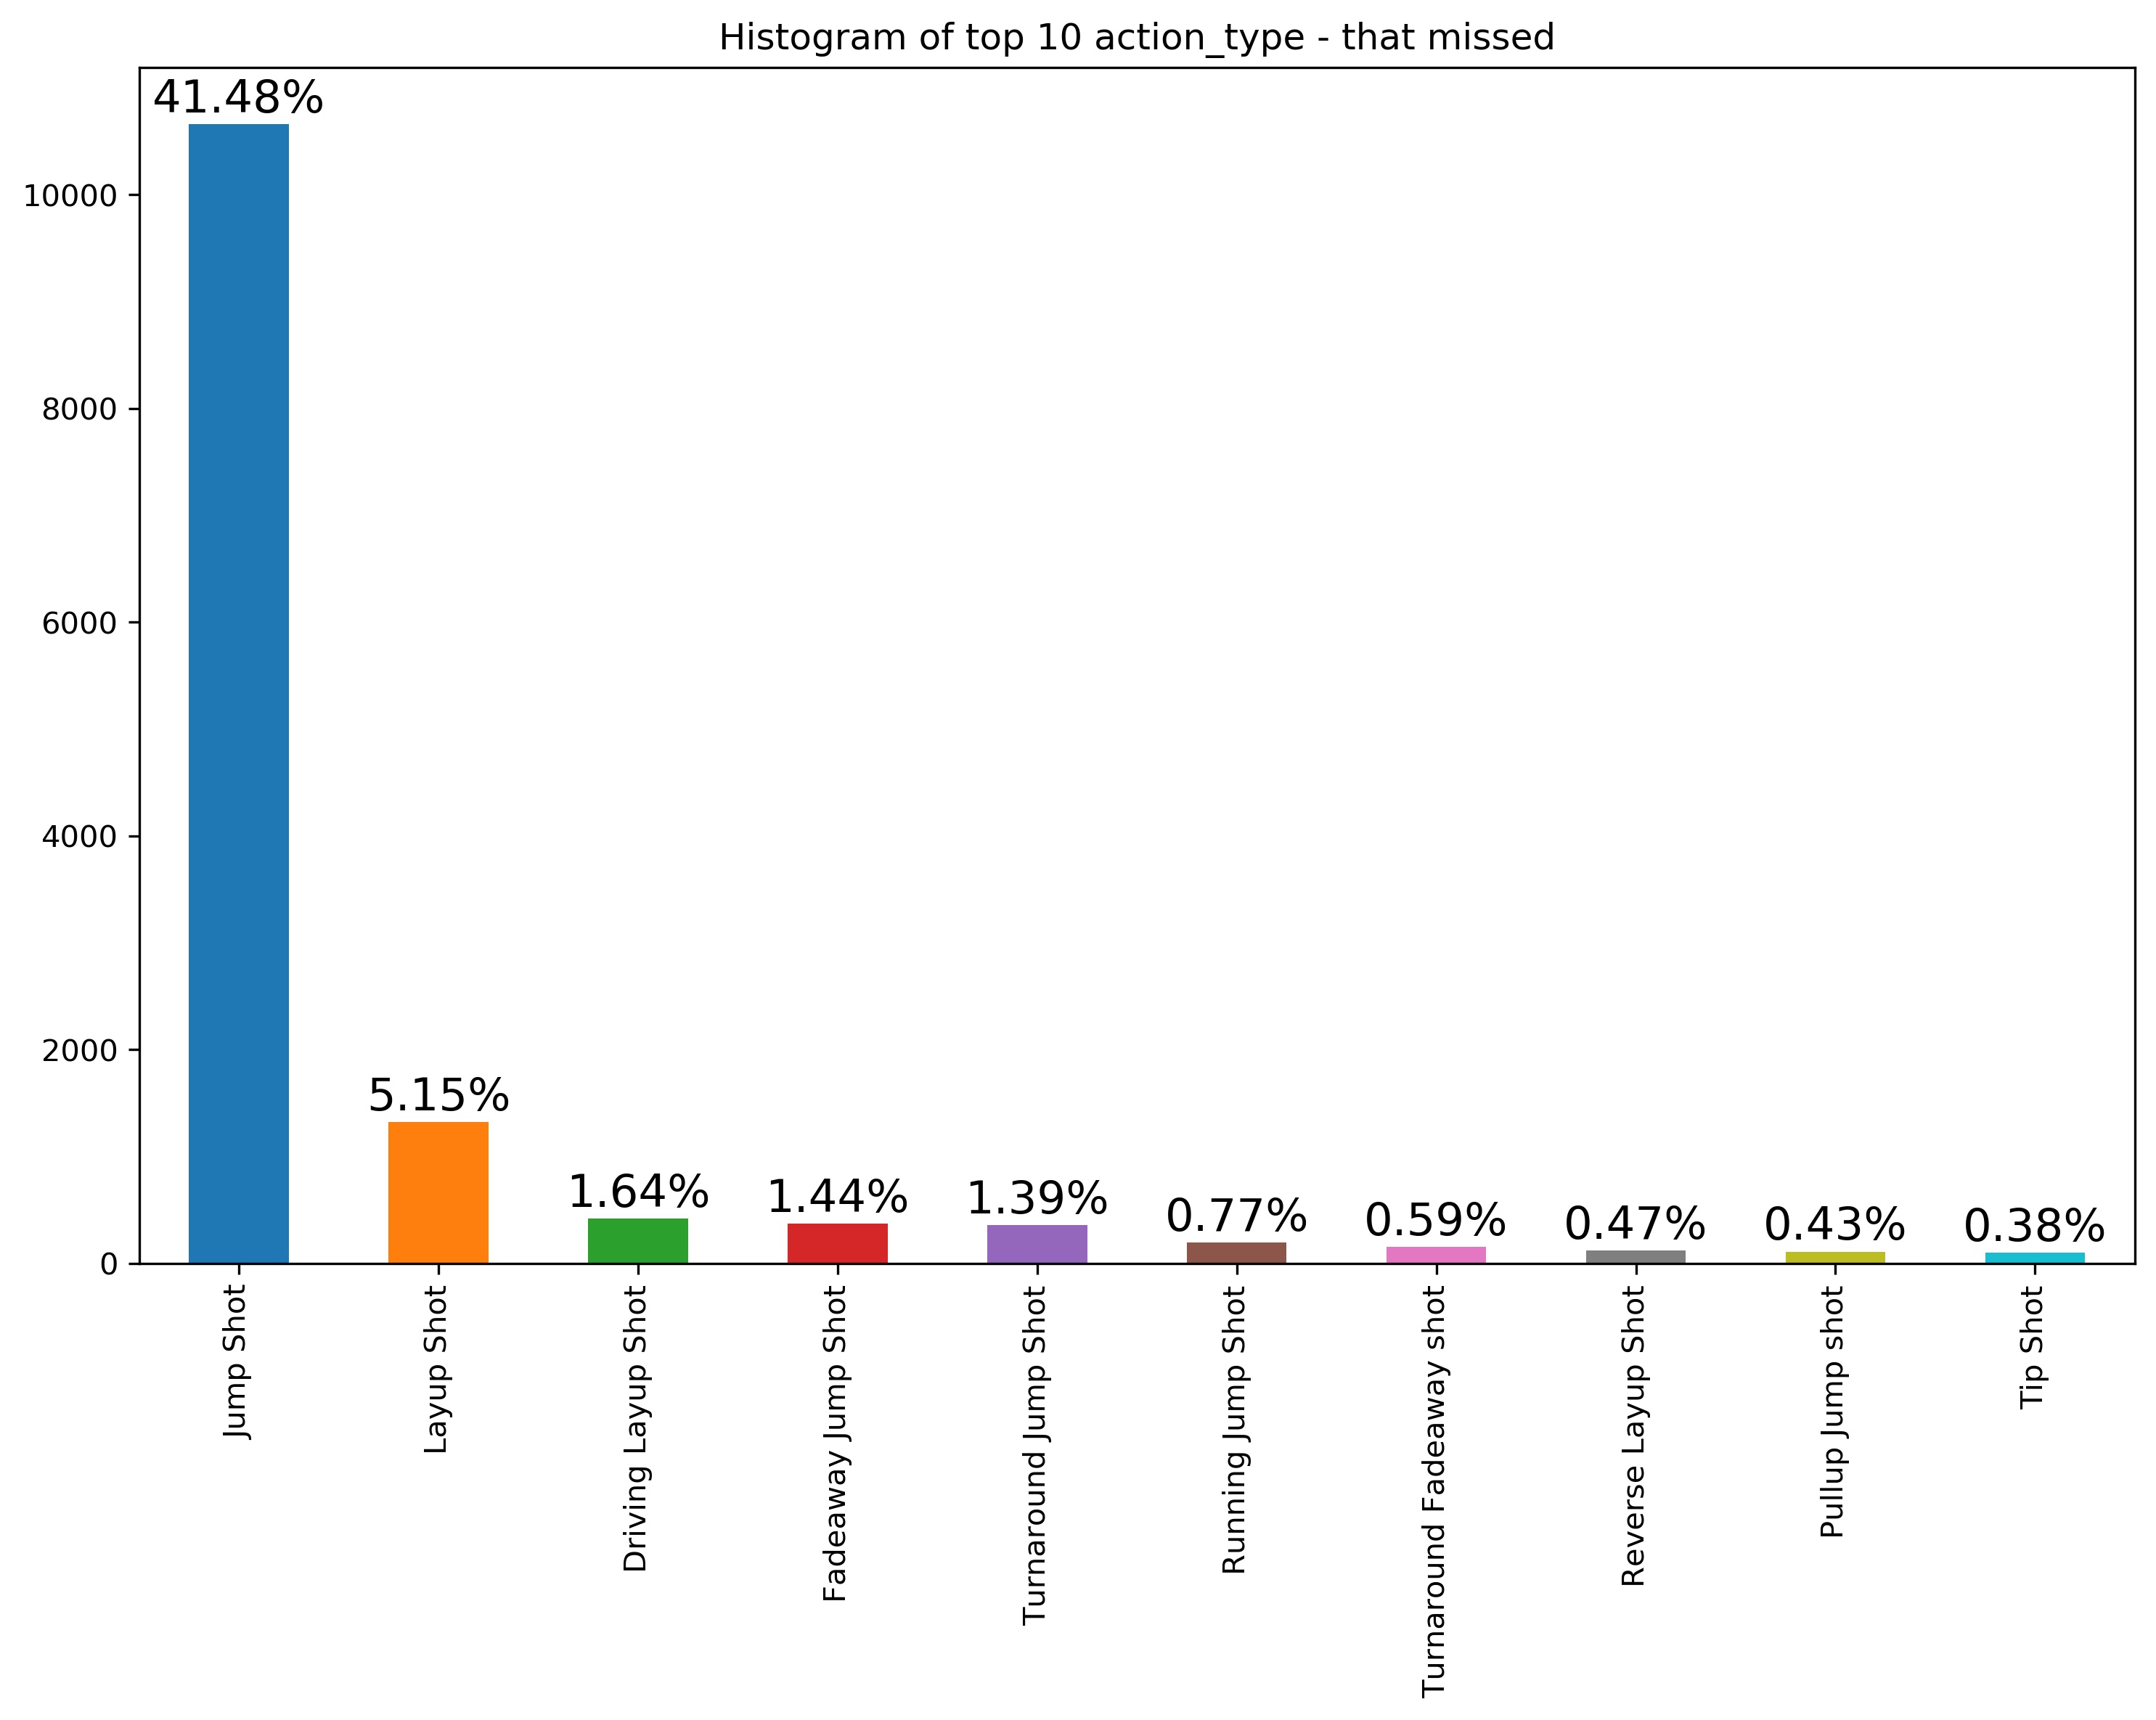 Histogram of top 10 action_type - that missed
41.48%
10000
8000
6000
4000
2000
0
5.15%
1.64%
1.44%
1.39%
0.77%
0.59%
0.47%
0.43%
0.38%
Jump Shot
Layup Shot
Driving Layup Shot
Fadeaway Jump Shot
Turnaround Jump Shot
Running Jump Shot
Turnaround Fadeaway shot
Reverse Layup Shot
Pullup Jump shot
Tip Shot